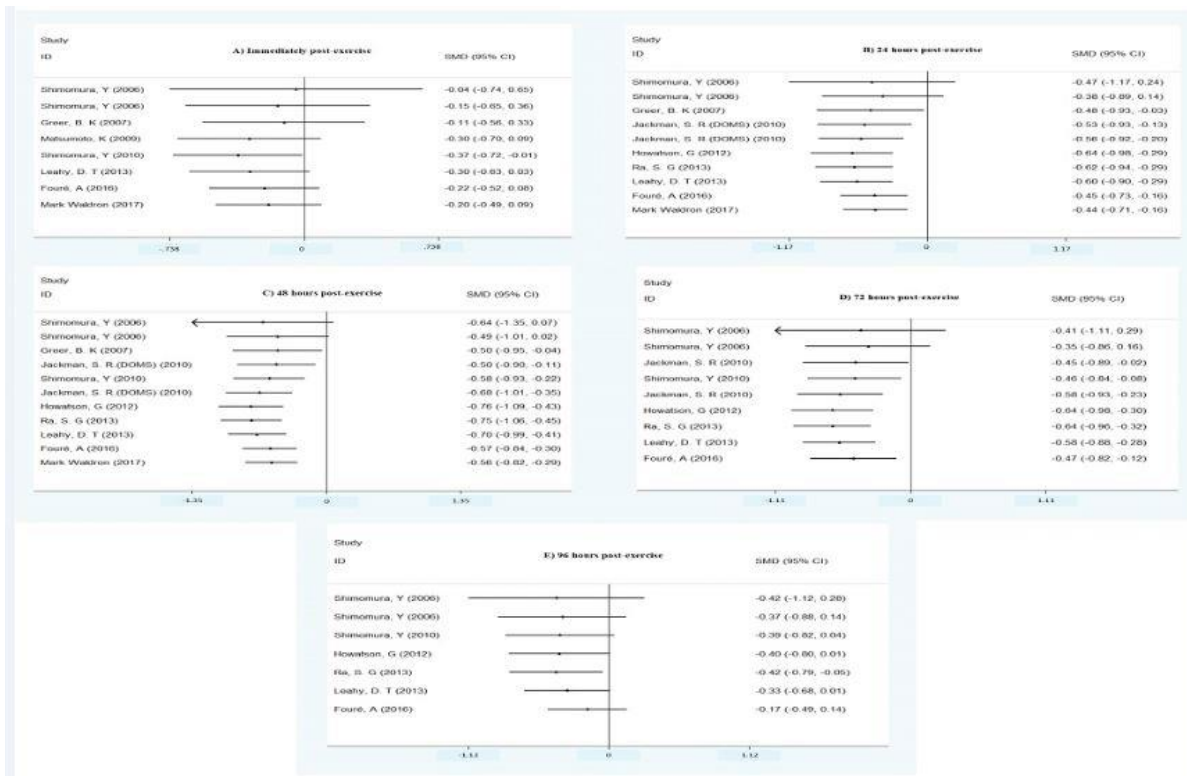 Study
A) Immediately post-exercise
ID SMD (95% CI)
Shimomura, Y (2006) -0.04 (-0.74, 0.65)
Shimomura, Y (2006) -0.15 (-0.65, 0.36)
Greer, B. K (2007) -0.11 (-0.56, 0.33)
Matsumoto, K (2009) -0.30 (-0.70, 0.09)
Shimomura, Y (2010) -0.37 (-0.72, -0.01)
Leahy, D. T (2013) -0.30 (-0.63, 0.03)
Fouré, A (2016) -0.22 (-0.52, 0.08)
Mark Waldron (2017) -0.20 (-0.49, 0.09)
-.738 0 .738
Study
B) 24 hours post-exercise
ID SMD (95% CI)
Shimomura, Y (2006) -0.47 (-1.17, 0.24)
Shimomura, Y (2006) -0.38 (-0.89, 0.14)
Greer, B. K (2007) -0.48 (-0.93, -0.03)
Jackman, S. R (DOMS) (2010) -0.53 (-0.93, -0.13)
Jackman, S. R (DOMS) (2010) -0.56 (-0.92, -0.20)
Howatson, G (2012) -0.64 (-0.98, -0.29)
Ra, S. G (2013) -0.62 (-0.94, -0.29)
Leahy, D. T (2013) -0.60 (-0.90, -0.29)
Fouré, A (2016) -0.45 (-0.73, -0.16)
Mark Waldron (2017) -0.44 (-0.71, -0.16)
-1.17 0 1.17
Study
ID C) 48 hours post-exercise SMD (95% CI)
Shimomura, Y (2006) -0.64 (-1.35, 0.07)
Shimomura, Y (2006) -0.49 (-1.01, 0.02)
Greer, B. K (2007) -0.50 (-0.95, -0.04)
Jackman, S. R (DOMS) (2010) -0.50 (-0.90, -0.11)
Shimomura, Y (2010) -0.58 (-0.93, -0.22)
Jackman, S. R (DOMS) (2010) -0.68 (-1.01, -0.35)
Howatson, G (2012) -0.76 (-1.09, -0.43)
Ra, S. G (2013) -0.75 (-1.06, -0.45)
Leahy, D. T (2013) -0.70 (-0.99, -0.41)
Fouré, A (2016) -0.57 (-0.84, -0.30)
Mark Waldron (2017) -0.56 (-0.82, -0.29)
-1.35 0 1.35
Study
ID D) 72 hours post-exercise SMD (95% CI)
Shimomura, Y (2006) -0.41 (-1.11, 0.29)
Shimomura, Y (2006) -0.35 (-0.86, 0.16)
Jackman, S. R (2010) -0.45 (-0.89, -0.02)
Shimomura, Y (2010) -0.46 (-0.84, -0.08)
Jackman, S. R (2010) -0.58 (-0.93, -0.23)
Howatson, G (2012) -0.64 (-0.98, -0.30)
Ra, S. G (2013) -0.64 (-0.96, -0.32)
Leahy, D. T (2013) -0.58 (-0.88, -0.28)
Fouré, A (2016) -0.47 (-0.82, -0.12)
-1.11 0 1.11
Study
E) 96 hours post-exercise
ID SMD (95% CI)
Shimomura, Y (2006) -0.42 (-1.12, 0.28)
Shimomura, Y (2006) -0.37 (-0.88, 0.14)
Shimomura, Y (2010) -0.39 (-0.82, 0.04)
Howatson, G (2012) -0.40 (-0.80, 0.01)
Ra, S. G (2013) -0.42 (-0.79, -0.05)
Leahy, D. T (2013) -0.33 (-0.68, 0.01)
Fouré, A (2016) -0.17 (-0.49, 0.14)
-1.12 0 1.12